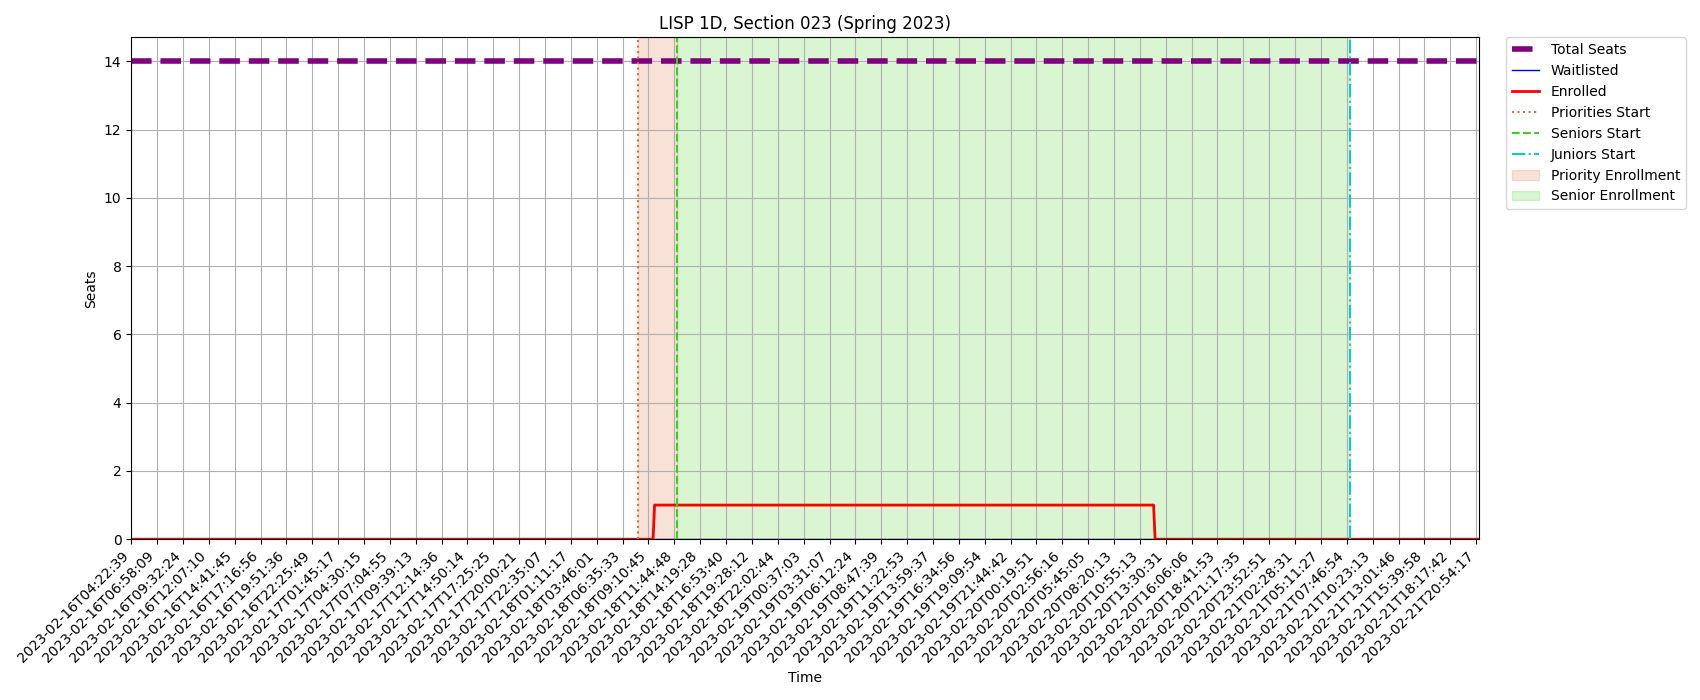 LISP 1D, Section 023 (Spring 2023)
Total Seats
Waitlisted
Enrolled
Priorities Start
Seniors Start
Juniors Start
Priority Enrollment
Senior Enrollment
Seats
14
12
10
8
6
4
2
0
2023-02-16T04:22:39
2023-02-16T06:58:09
2023-02-16T09:32:24
2023-02-16T12:07:10
2023-02-16T14:41:45
2023-02-16T17:16:56
2023-02-16T19:51:36
2023-02-16T22:25:49
2023-02-17T01:45:17
2023-02-17T04:30:15
2023-02-17T07:04:55
2023-02-17T09:39:13
2023-02-17T12:14:36
2023-02-17T14:50:14
2023-02-17T17:25:25
2023-02-17T20:00:21
2023-02-17T22:35:07
2023-02-18T01:11:17
2023-02-18T03:46:01
2023-02-18T06:35:33
2023-02-18T09:10:45
2023-02-18T11:44:48
2023-02-18T14:19:28
2023-02-18T16:53:40
2023-02-18T19:28:12
2023-02-18T22:02:44
2023-02-19T00:37:03
2023-02-19T03:31:07
2023-02-19T06:12:24
2023-02-19T08:47:39
2023-02-19T11:22:53
2023-02-19T13:59:37
2023-02-19T16:34:56
2023-02-19T19:09:54
2023-02-19T21:44:42
2023-02-20T00:19:51
2023-02-20T02:56:16
2023-02-20T05:45:05
2023-02-20T08:20:13
2023-02-20T10:55:13
2023-02-20T13:30:31
2023-02-20T16:06:06
2023-02-20T18:41:53
2023-02-20T21:17:35
2023-02-20T23:52:51
2023-02-21T02:28:31
2023-02-21T05:11:27
2023-02-21T07:46:54
2023-02-21T10:23:13
2023-02-21T13:01:46
2023-02-21T15:39:58
2023-02-21T18:17:42
2023-02-21T20:54:17
Time